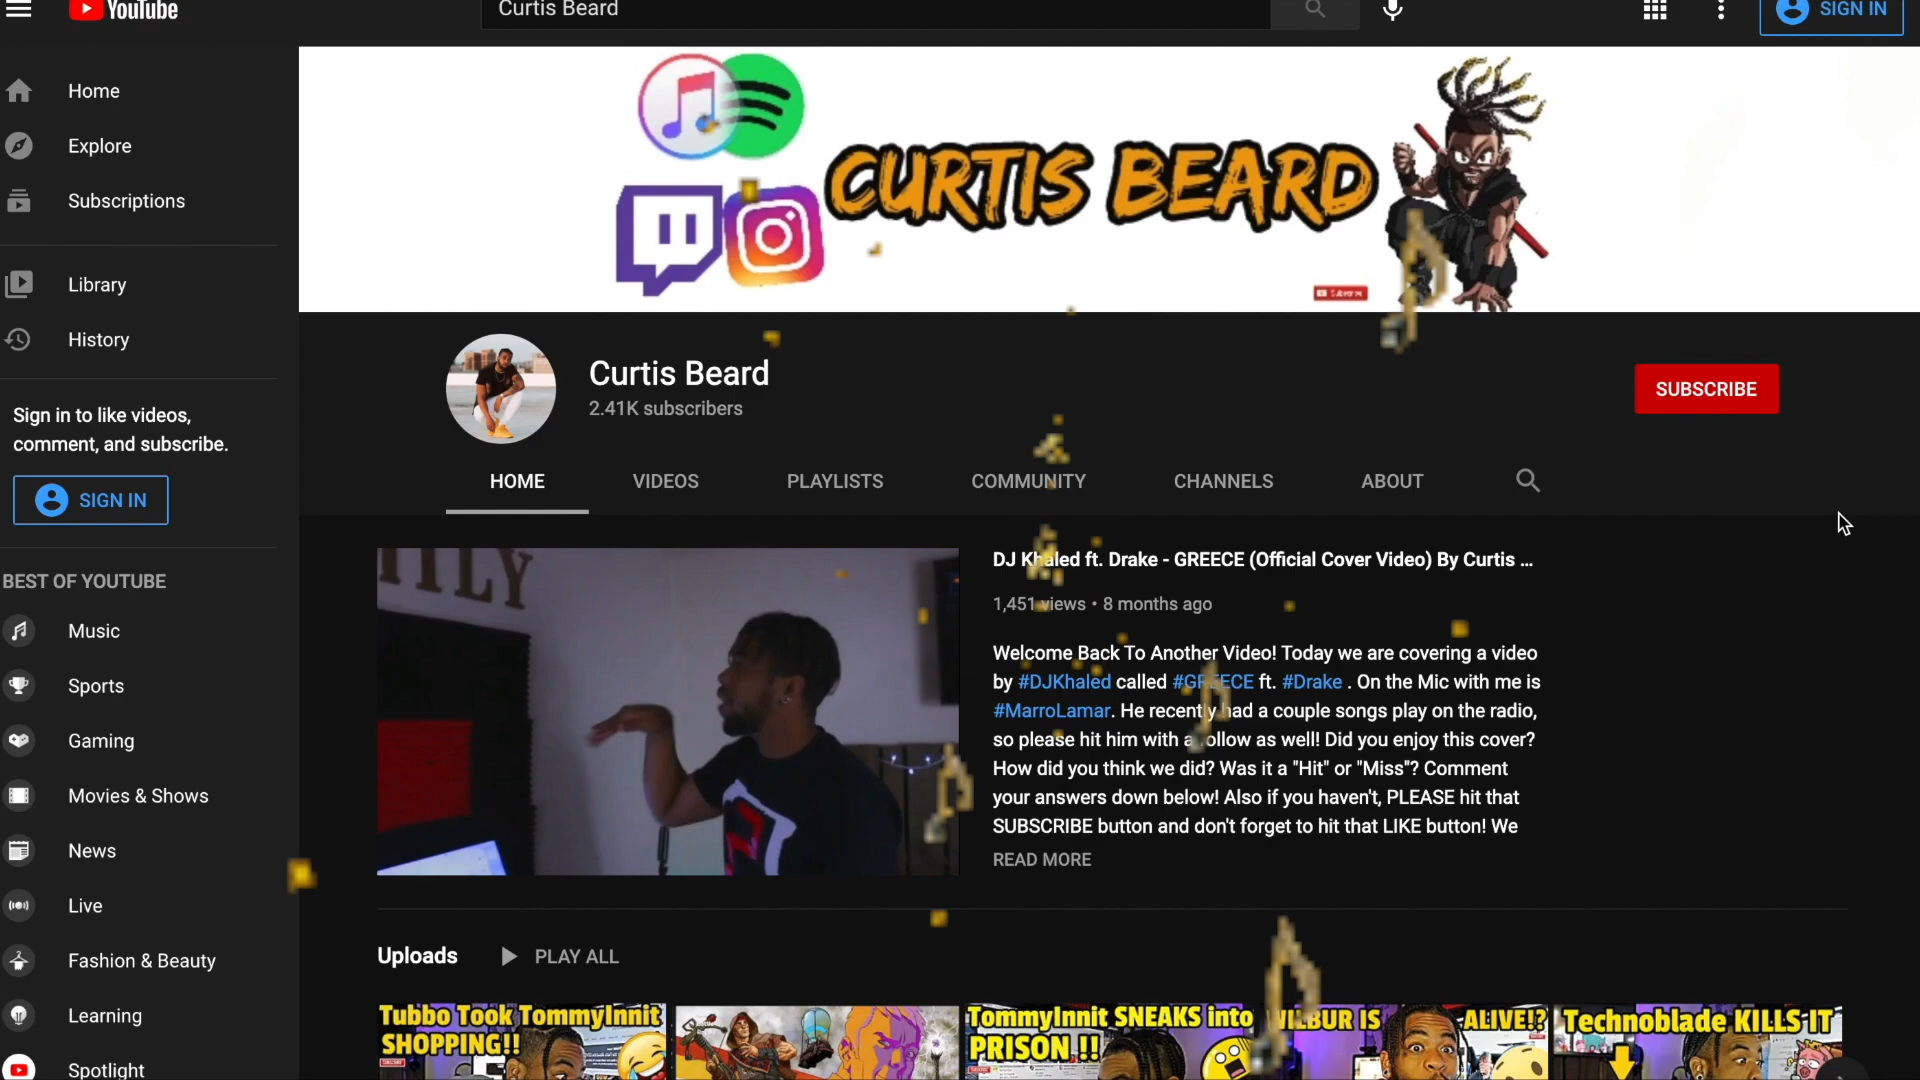 YouTube
Curtis Beard
SIGN IN
Home
Explore
Subscriptions
Library
History
Sign in to like videos,
comment, and subscribe.
SIGN IN
BEST OF YOUTUBE
Music
Sports
Gaming
Movies & Shows
News
Live
Fashion & Beauty
Learning
Spotlight
CURTIS BEARD
Curtis Beard
2.41K subscribers
SUBSCRIBE
HOME
VIDEOS
PLAYLISTS
COMMUNITY
CHANNELS
ABOUT
DJ Khaled ft. Drake - GREECE (Official Cover Video) By Curtis ...
1,451 views • 8 months ago
Welcome Back To Another Video! Today we are covering a video
by #DJKhaled called #GREECE ft. #Drake . On the Mic with me is
#MarroLamar. He recently had a couple songs play on the radio,
so please hit him with a follow as well! Did you enjoy this cover?
How did you think we did? Was it a "Hit" or "Miss"? Comment
your answers down below! Also if you haven't, PLEASE hit that
SUBSCRIBE button and don't forget to hit that LIKE button! We
READ MORE
Uploads
PLAY ALL
Tubbo Took TommyInnit
SHOPPING!!
TommyInnit SNEAKS into
PRISON !!
WILBUR IS ALIVE!?
Technoblade KILLS IT